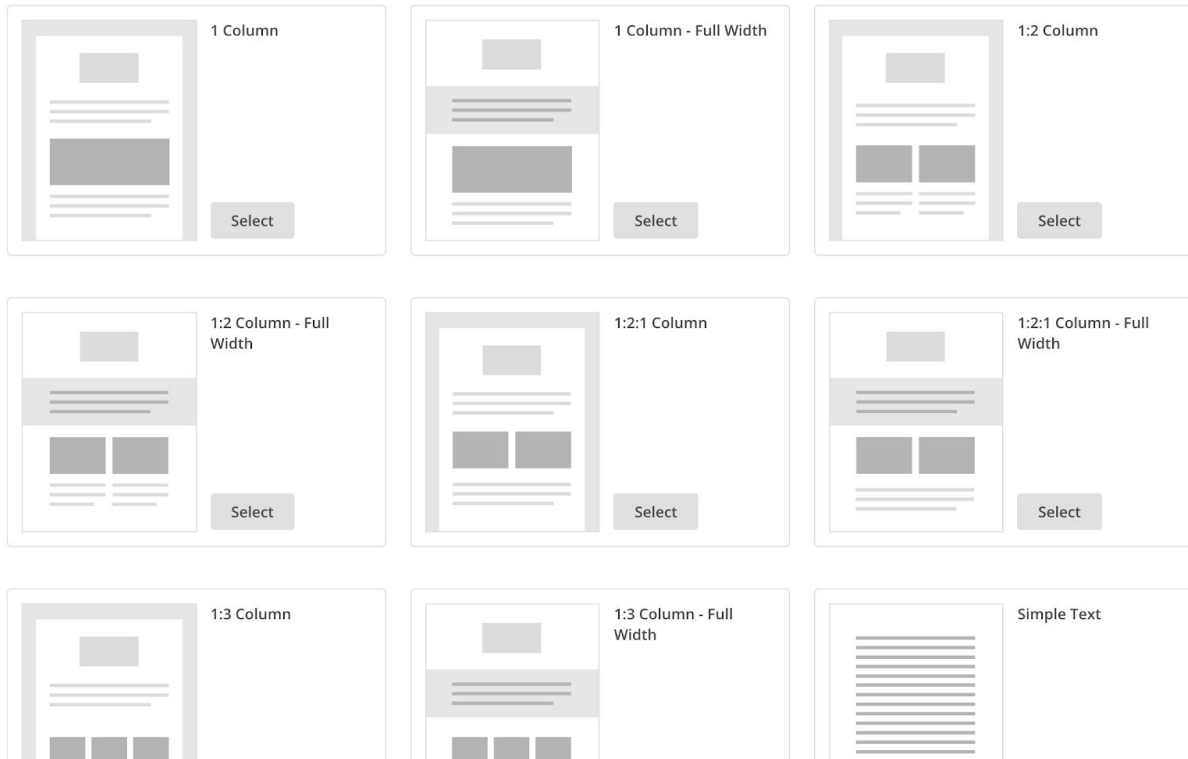 1 Column
Select
1 Column - Full Width
Select
1:2 Column
Select
1:2 Column - Full
Width
Select
1:2:1 Column
Select
1:2:1 Column - Full
Width
Select
1:3 Column
1:3 Column - Full
Width
Simple Text